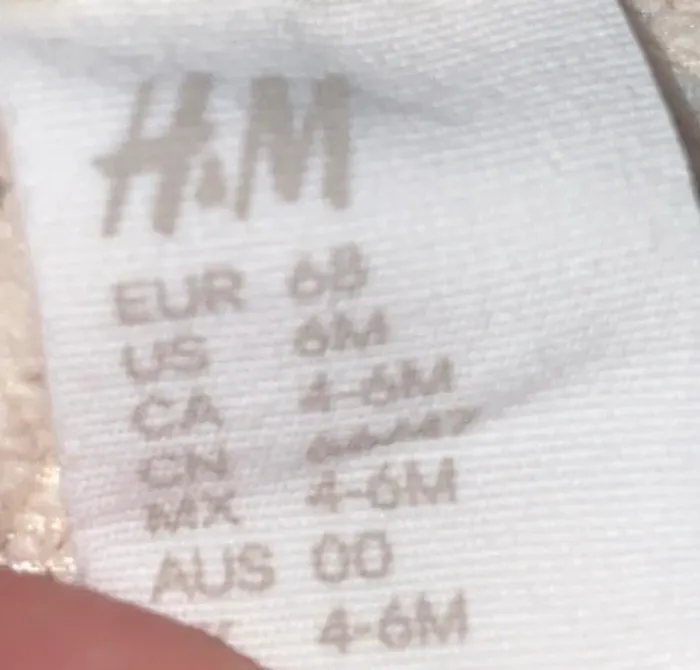 H&M
EUR 68
US 6M
CA 4-6M
CN
MX 4-6M
AUS 00
4-6M